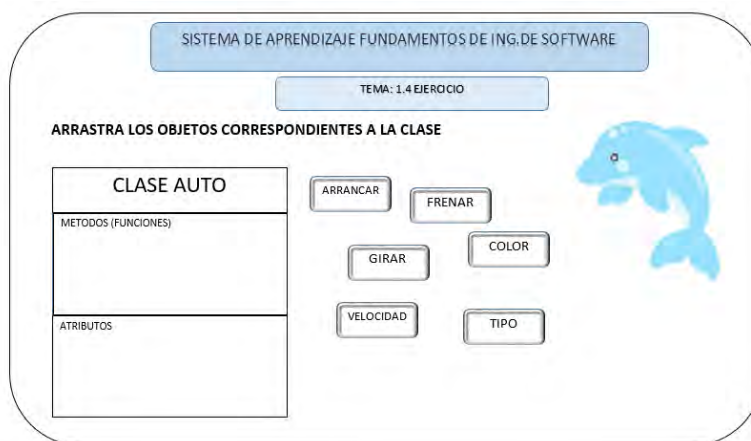 SISTEMA DE APRENDIZAJE FUNDAMENTOS DE ING.DE SOFTWARE
TEMA: 1.4 EJERCICIO
ARRASTRA LOS OBJETOS CORRESPONDIENTES A LA CLASE
CLASE AUTO
METODOS (FUNCIONES)
ATRIBUTOS
ARRANCAR
FRENAR
GIRAR
COLOR
VELOCIDAD
TIPO